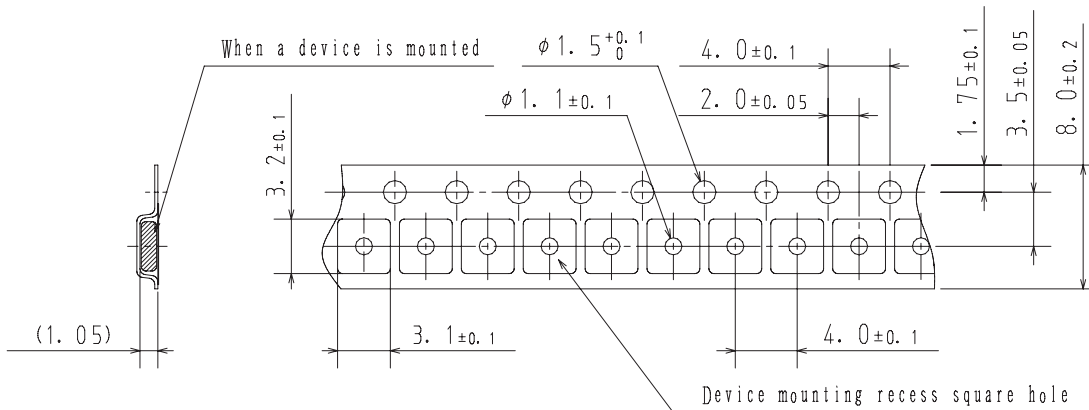 When a device is mounted
φ1.5 +0.1 0
4.0±0.1
φ1.1±0.1
2.0±0.05
1.75±0.1
3.5±0.05
8.0±0.2
3.2±0.1
(1.05)
3.1±0.1
4.0±0.1
Device mounting recess square hole